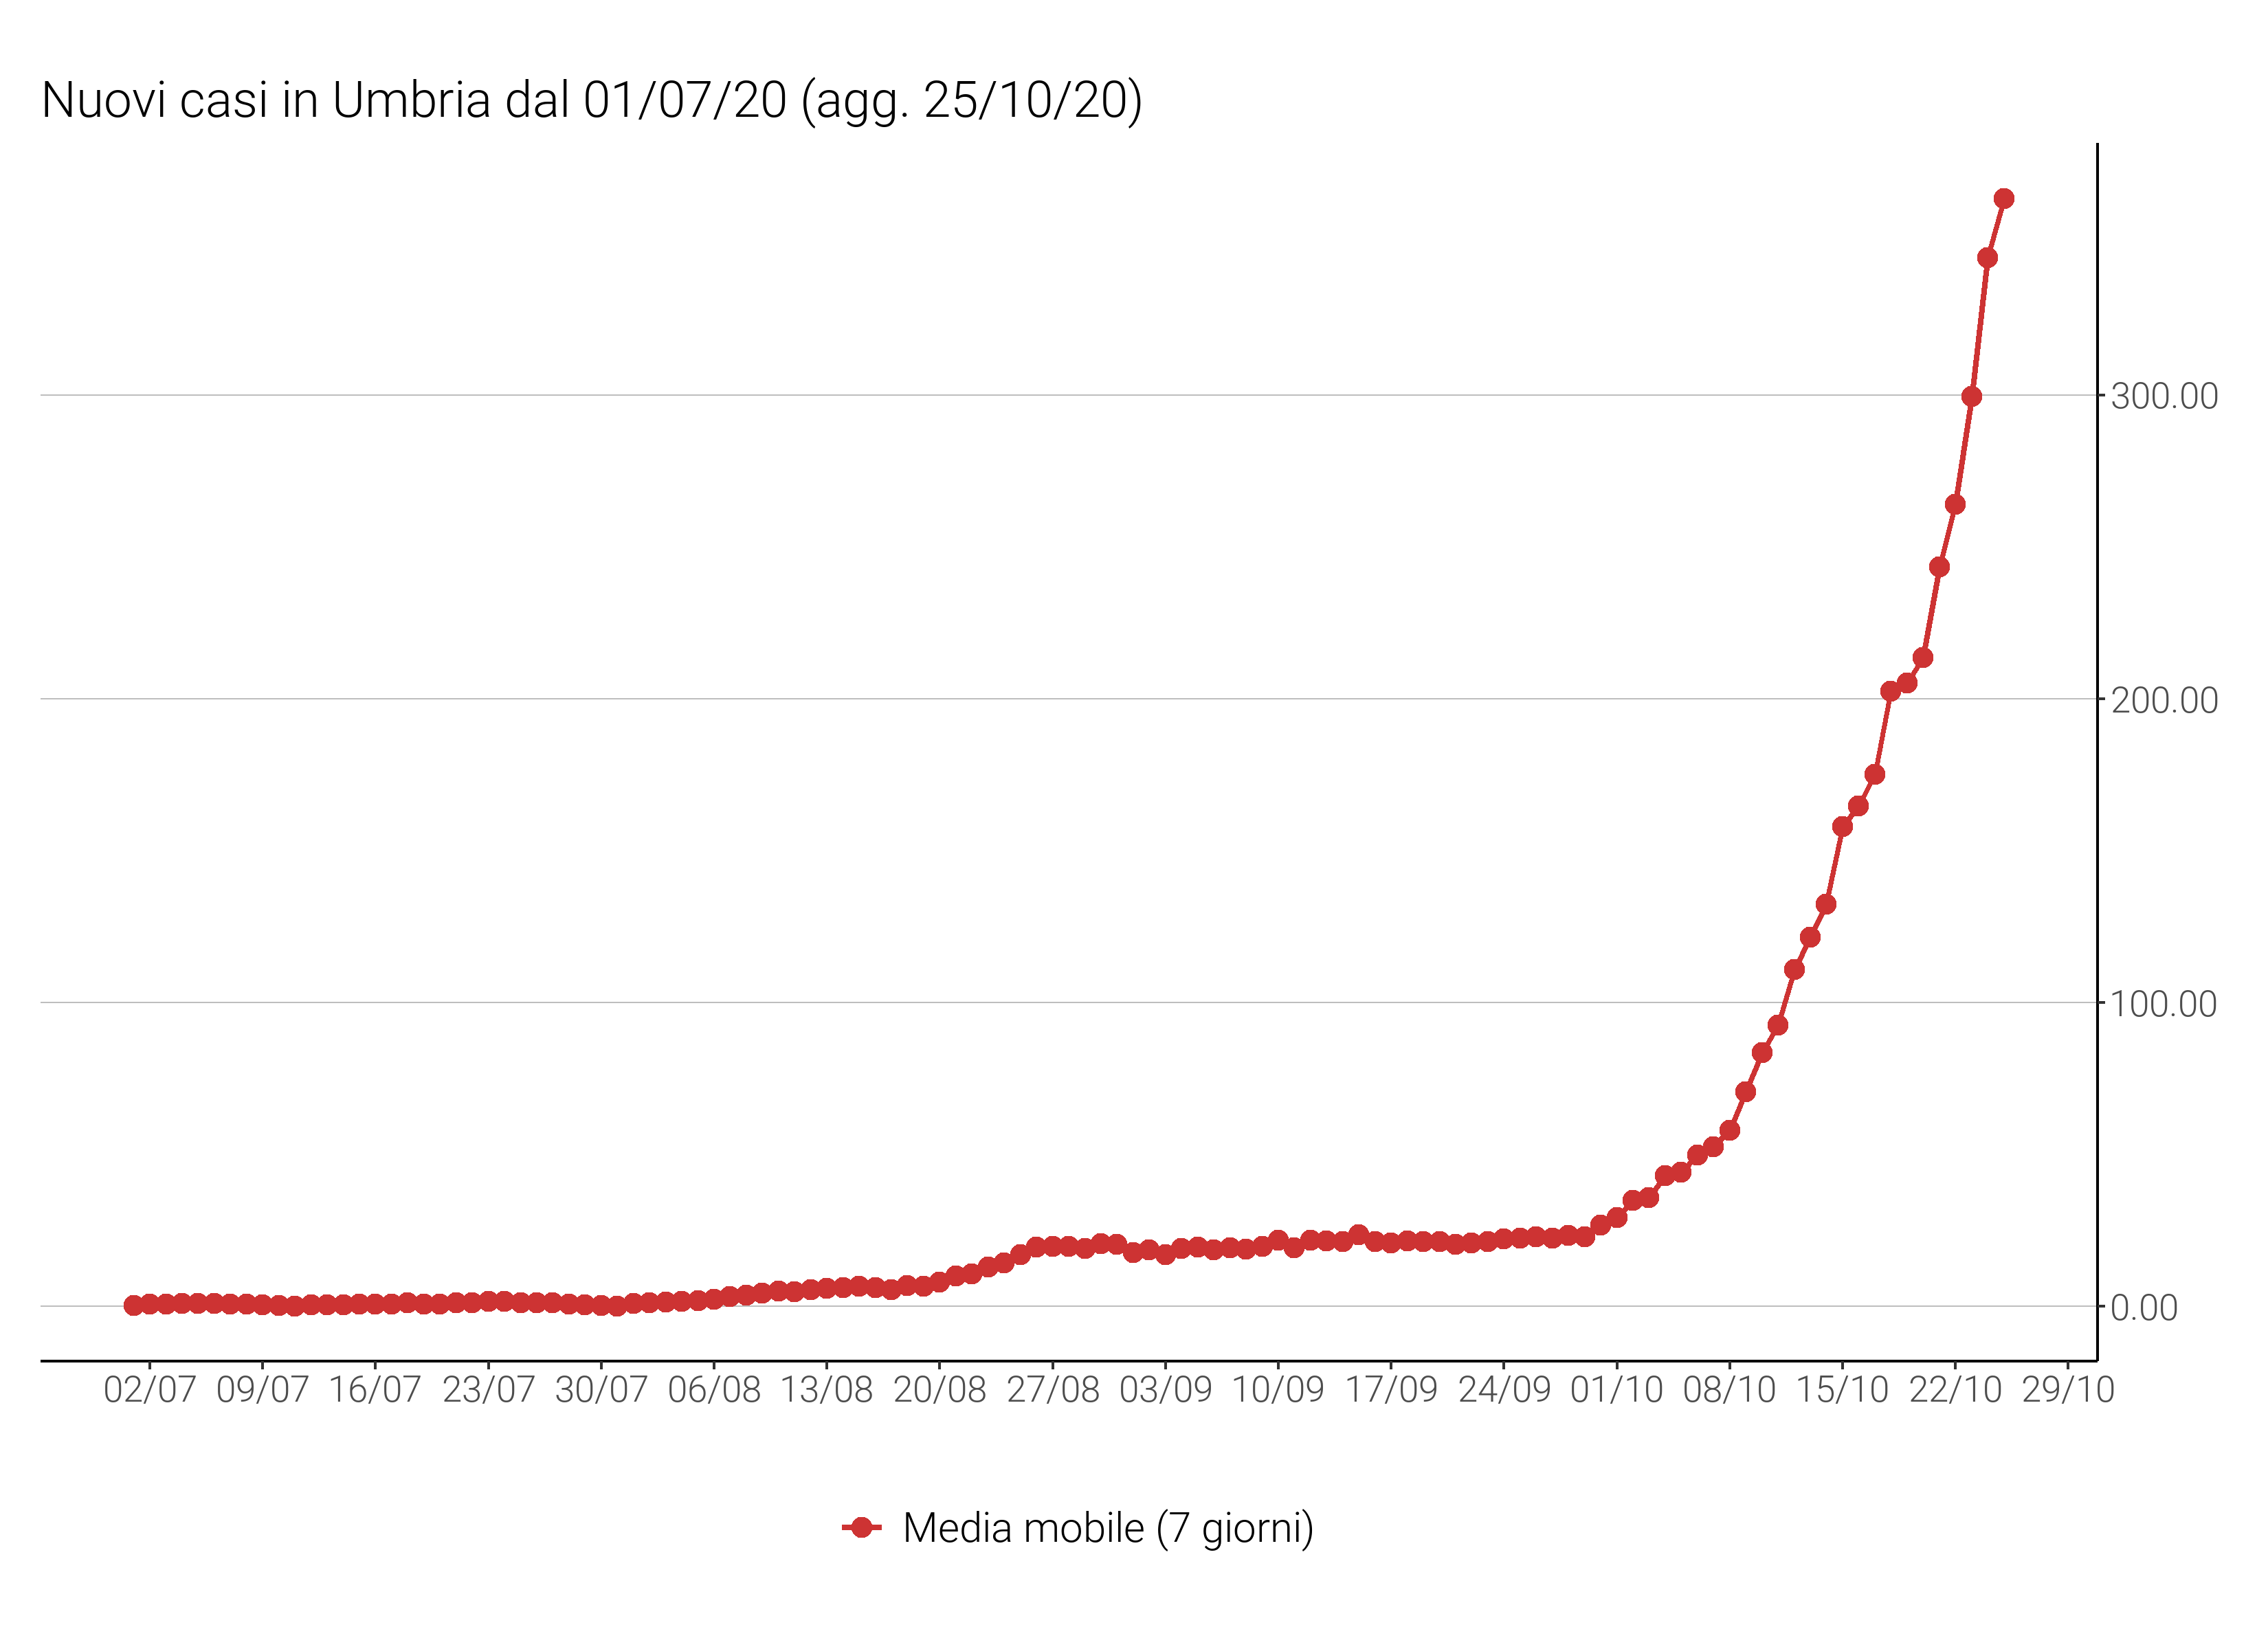 Nuovi casi in Umbria dal 01/07/20 (agg. 25/10/20)
300.00
200.00
100.00
0.00
02/07 09/07 16/07 23/07 30/07 06/08 13/08 20/08 27/08 03/09 10/09 17/09 24/09 01/10 08/10 15/10 22/10 29/10
Media mobile (7 giorni)